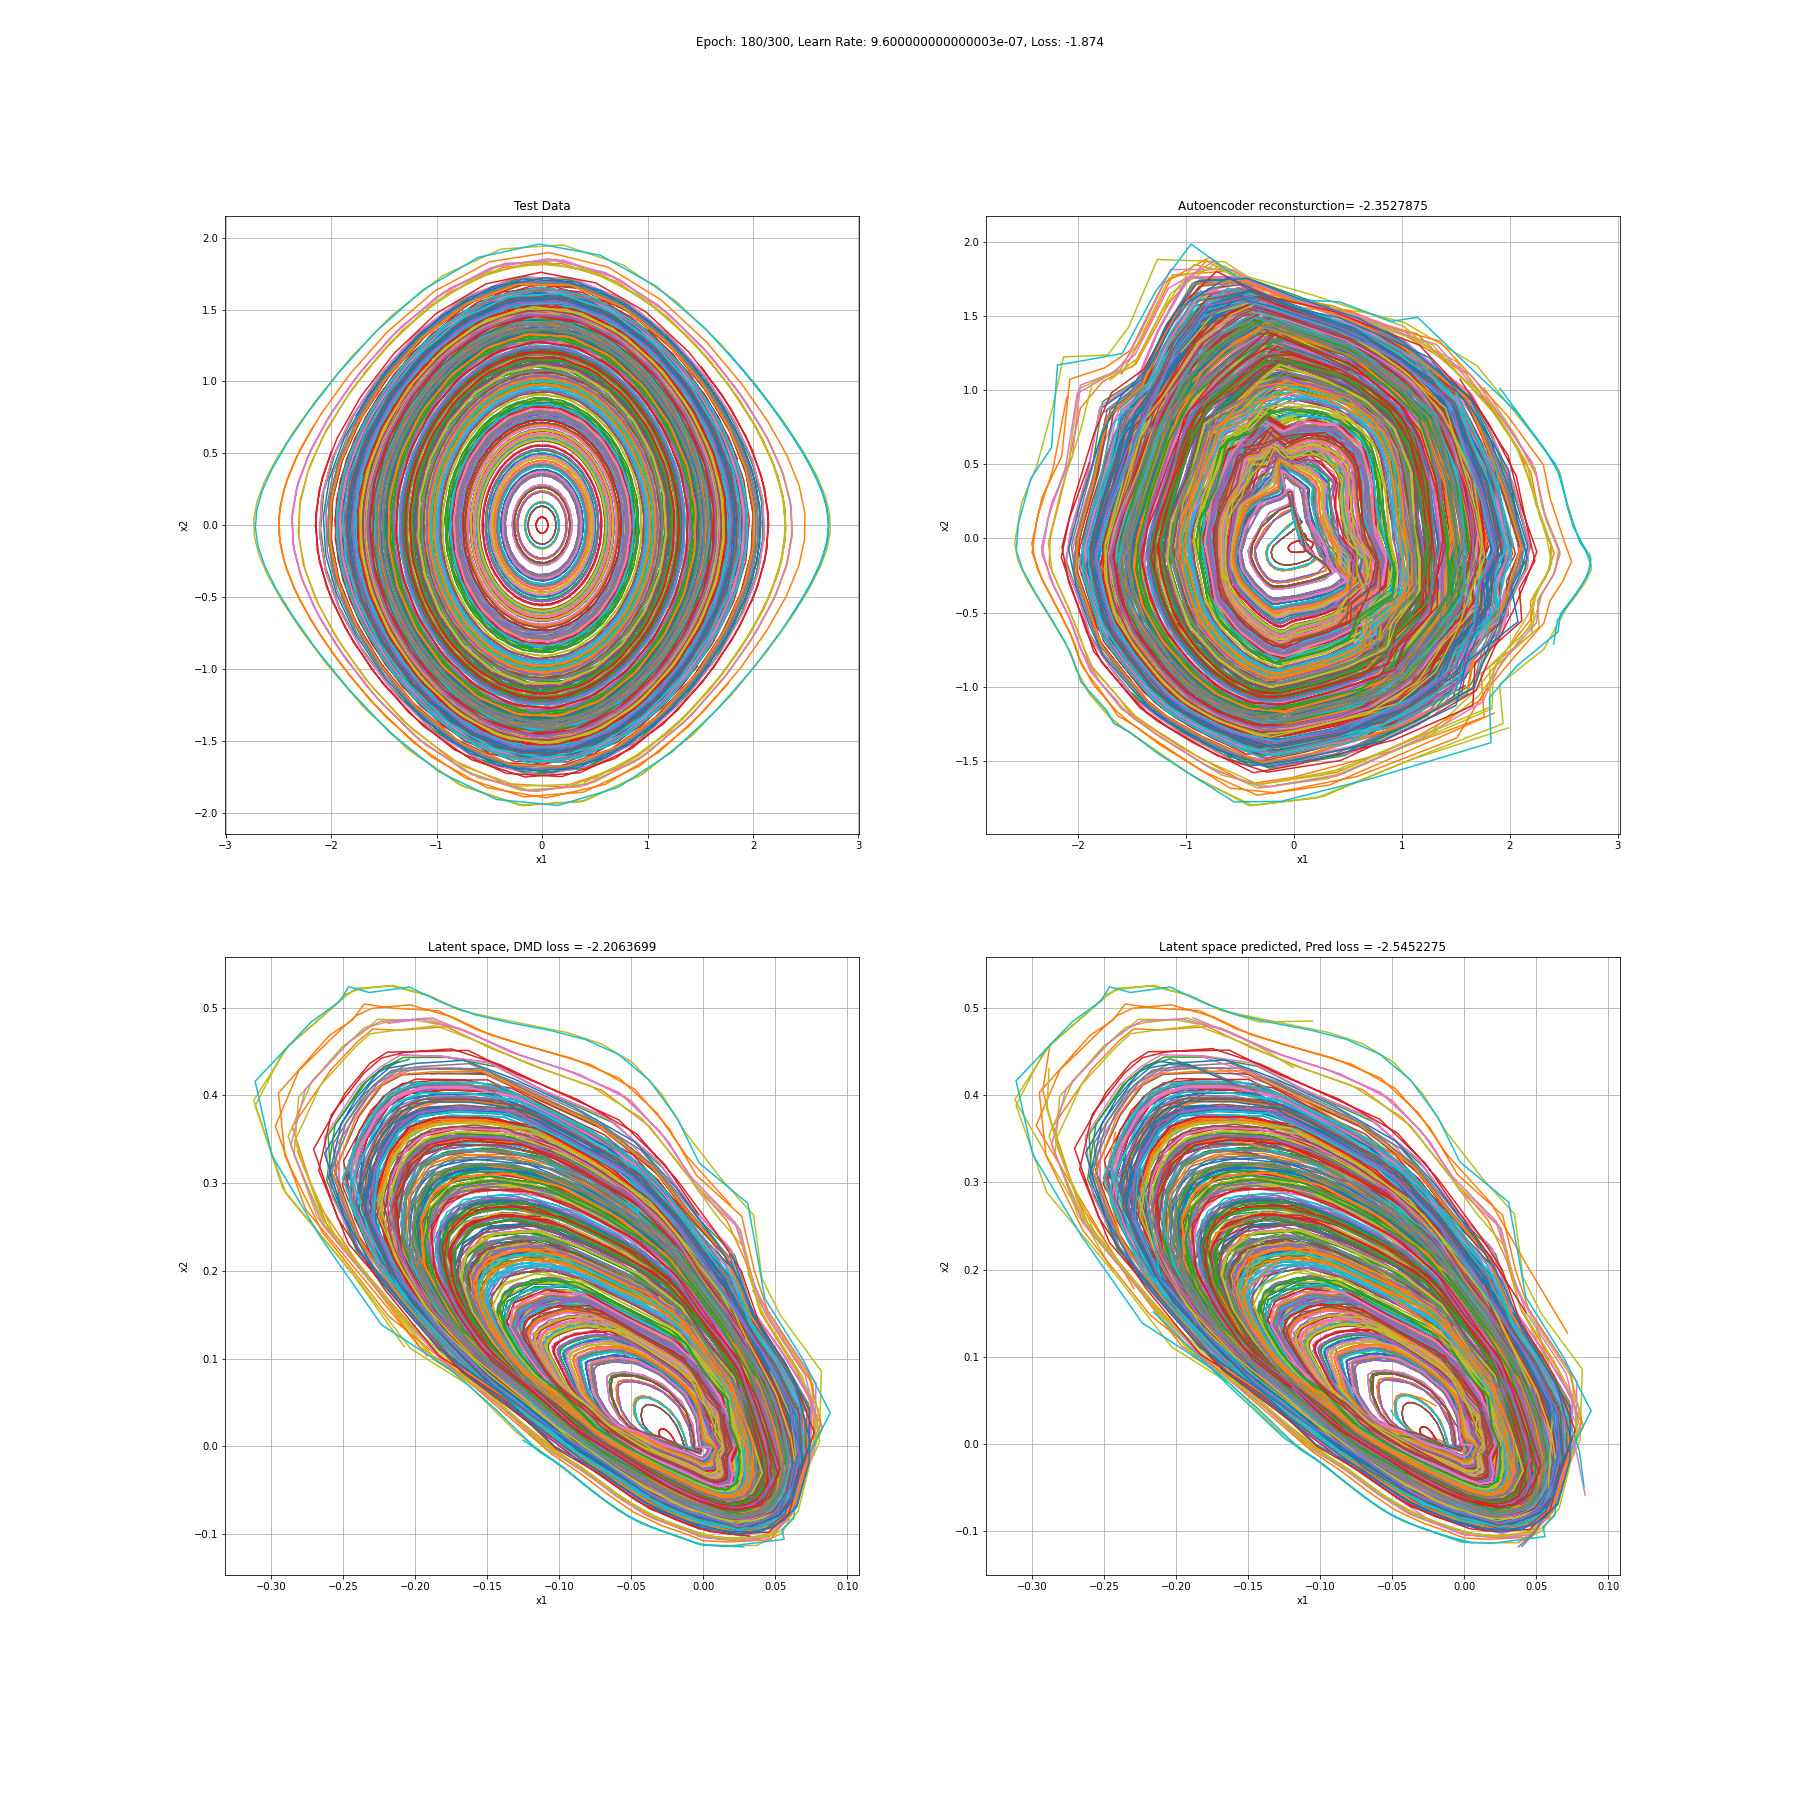 Epoch: 180/300, Learn Rate: 9.600000000000003e-07, Loss: -1.874
Test Data
2.0
1.5
1.0
0.5
0.0
−0.5
−1.0
−1.5
−2.0
x2
−3 −2 −1 0 1 2 3
x1
Autoencoder reconsturction= -2.3527875
2.0
1.5
1.0
0.5
0.0
−0.5
−1.0
−1.5
x2
−2 −1 0 1 2 3
x1
Latent space, DMD loss = -2.2063699
0.5
0.4
0.3
0.2
0.1
0.0
−0.1
x2
−0.30 −0.25 −0.20 −0.15 −0.10 −0.05 0.00 0.05 0.10
x1
Latent space predicted, Pred loss = -2.5452275
0.5
0.4
0.3
0.2
0.1
0.0
−0.1
x2
−0.30 −0.25 −0.20 −0.15 −0.10 −0.05 0.00 0.05 0.10
x1